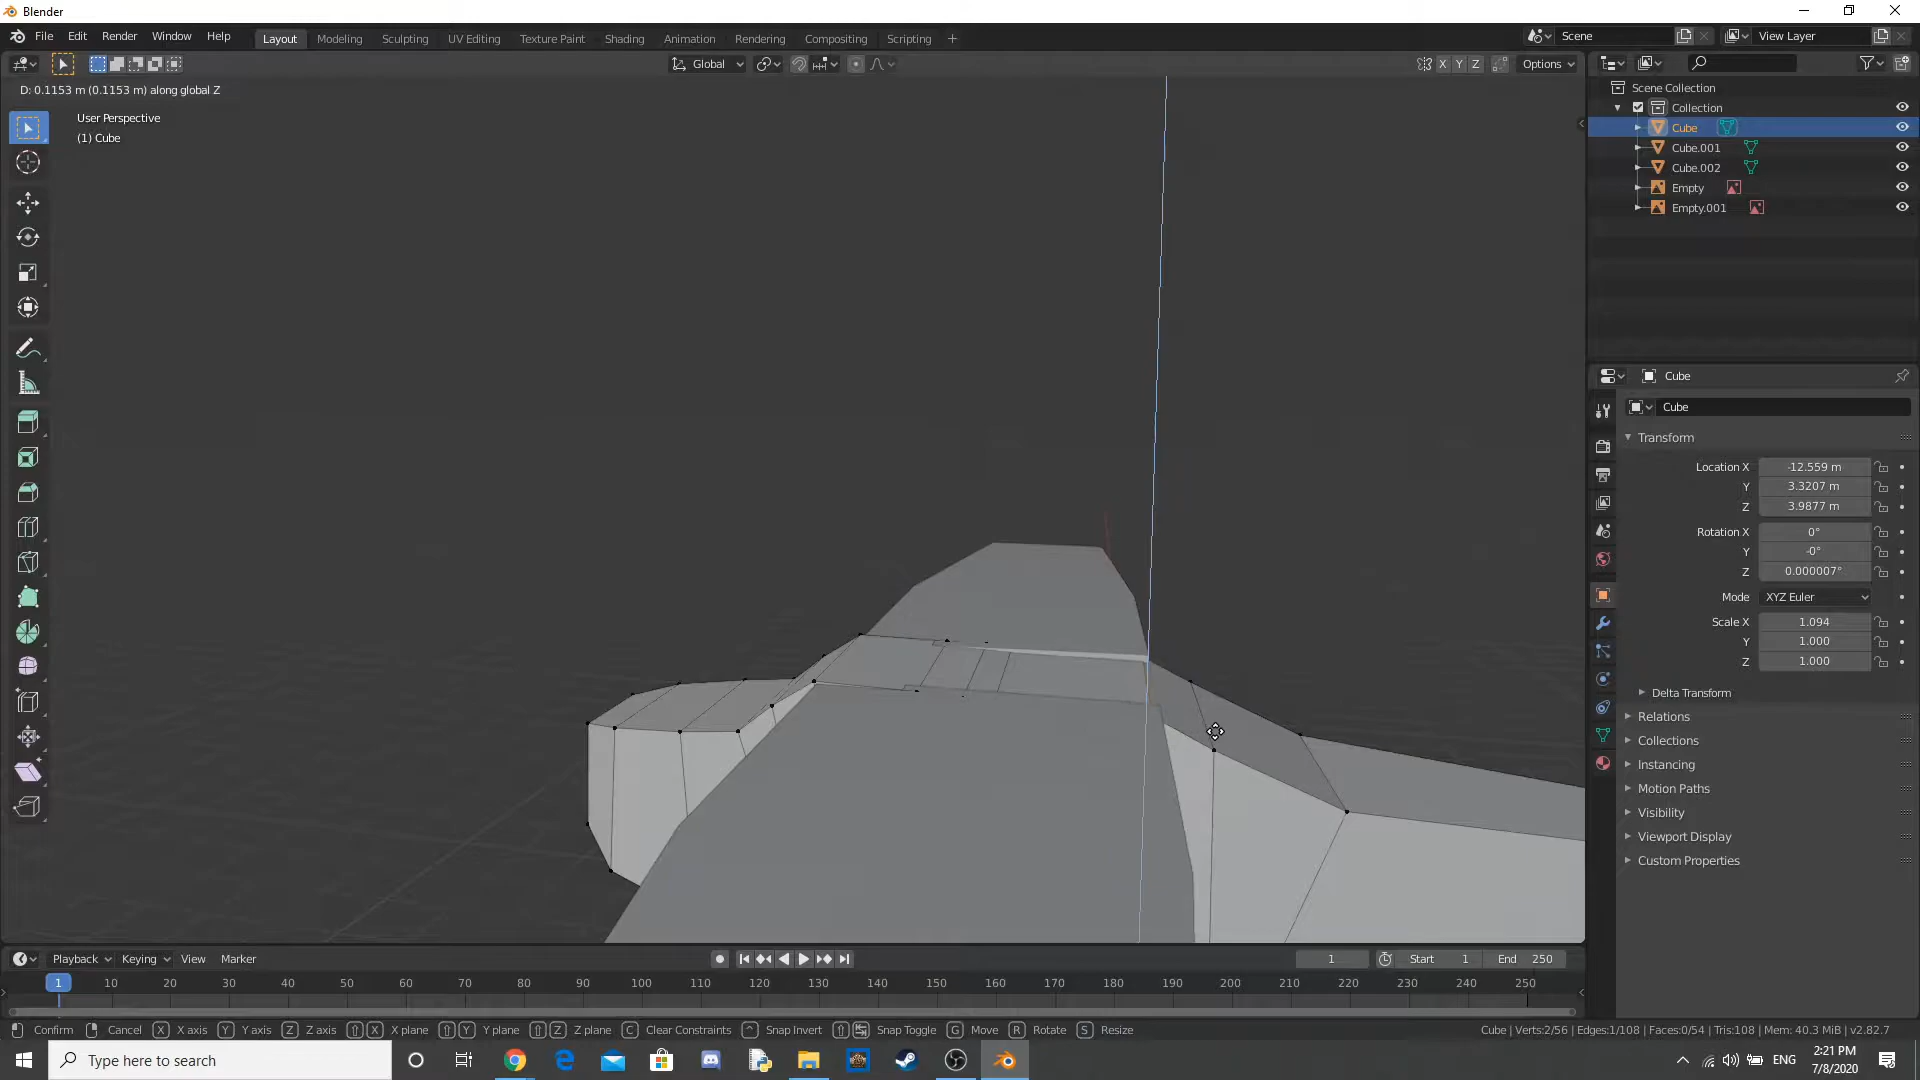 Blender
File Edit Render Window Help
Layout Modeling Sculpting UV Editing Texture Paint Shading Animation Rendering Compositing Scripting
Scene
View Layer
Global
X Y Z
Options
D: 0.1153 m (0.1153 m) along global Z
User Perspective
(1) Cube
Scene Collection
Collection
Cube
Cube.001
Cube.002
Empty
Empty.001
Cube
Cube
Transform
Location X -12.559 m
Y 3.3207 m
Z 3.9877 m
Rotation X 0°
Y -0°
Z 0.000007°
Mode XYZ Euler
Scale X 1.094
Y 1.000
Z 1.000
Delta Transform
Relations
Collections
Instancing
Motion Paths
Visibility
Viewport Display
Custom Properties
Playback Keying View Marker
1 Start 1 End 250
1 10 20 30 40 50 60 70 80 90 100 110 120 130 140 150 160 170 180 190 200 210 220 230 240 250
Confirm Cancel X X axis Y Y axis Z Z axis X X plane Y Y plane Z Z plane C Clear Constraints Snap Invert Snap Toggle G Move R Rotate S Resize
Cube | Verts:2/56 | Edges:1/108 | Faces:0/54 | Tris:108 | Mem: 40.3 MiB | v2.82.7
Type here to search
ENG
2:21 PM
7/8/2020